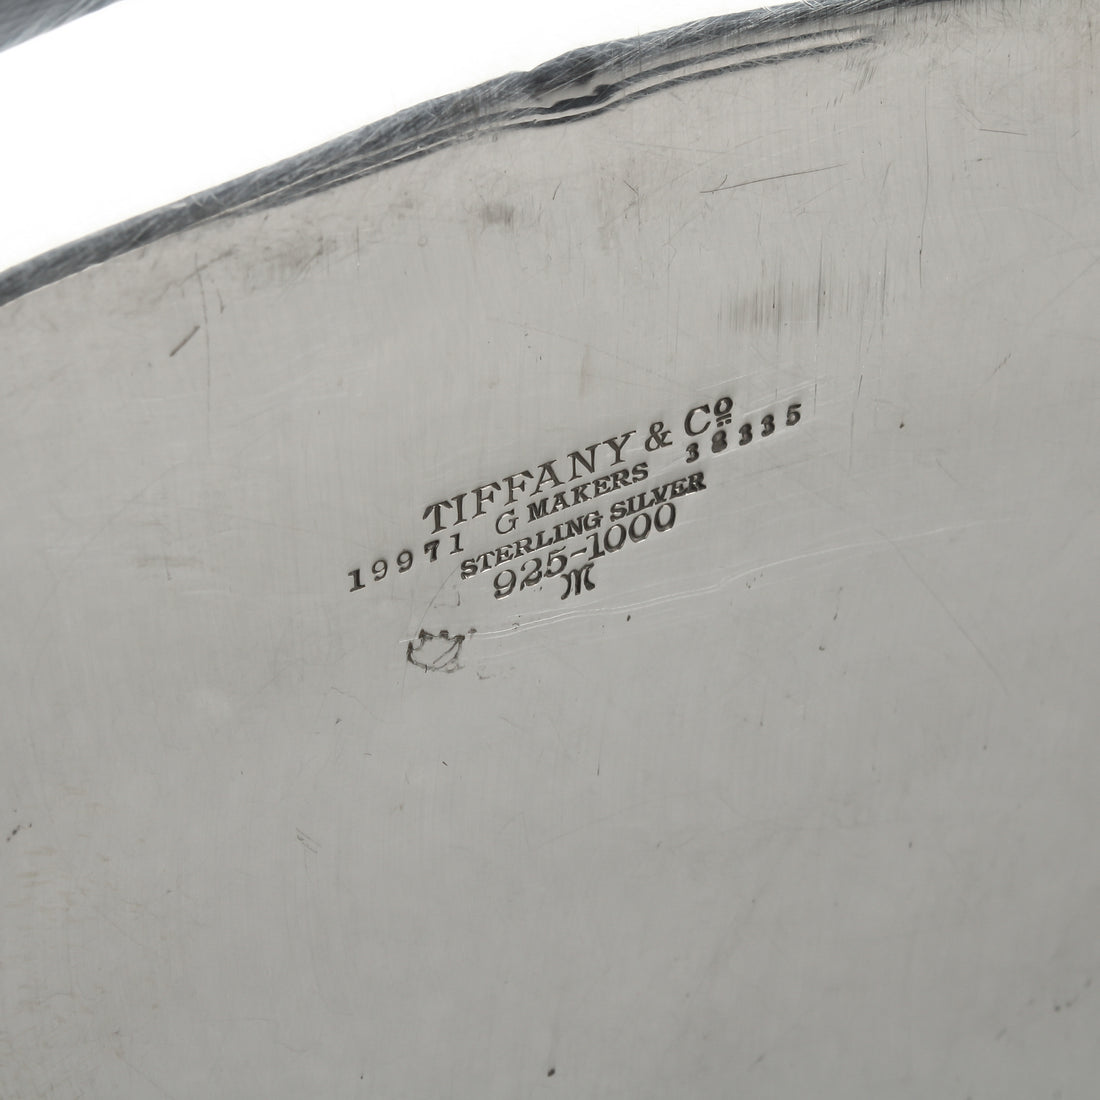 TIFFANY & Cº
19971 G MAKERS 38335
STERLING SILVER
925-1000
M